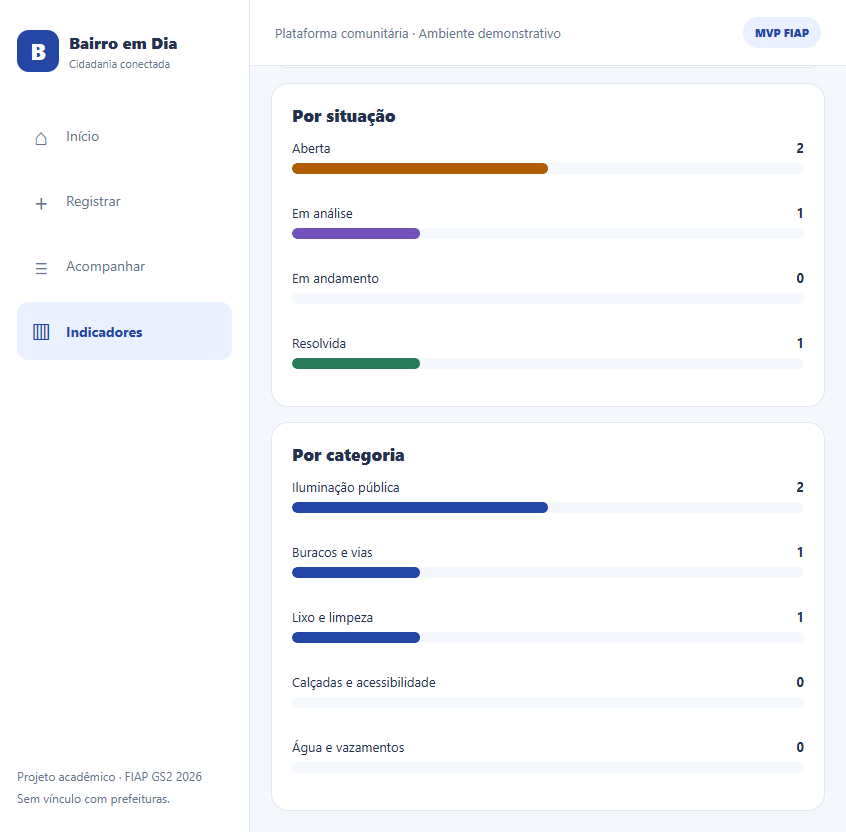 B
Bairro em Dia
Cidadania conectada
Início
Registrar
Acompanhar
Indicadores
Projeto acadêmico · FIAP GS2 2026
Sem vínculo com prefeituras.
Plataforma comunitária · Ambiente demonstrativo
MVP FIAP
Por situação
Aberta 2
Em análise 1
Em andamento 0
Resolvida 1
Por categoria
Iluminação pública 2
Buracos e vias 1
Lixo e limpeza 1
Calçadas e acessibilidade 0
Água e vazamentos 0